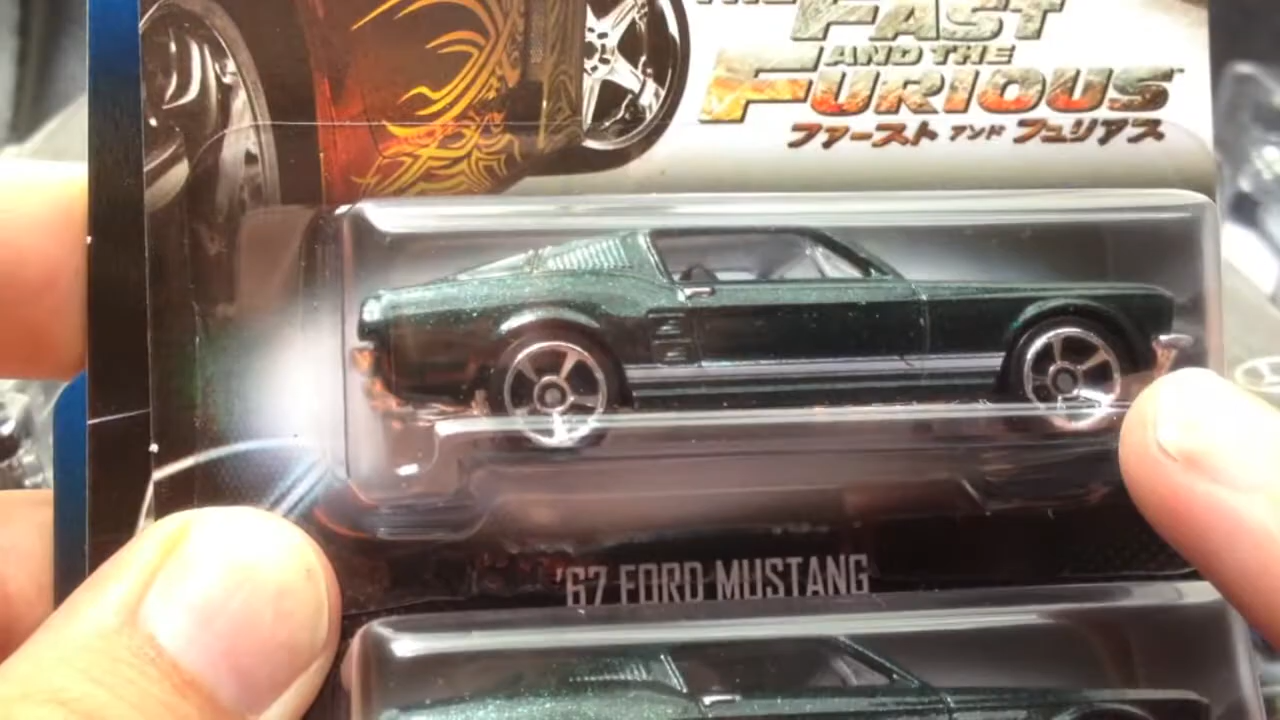 THE
FAST
AND THE
FURIOUS
ファースト アンド フュリアス
'67 FORD MUSTANG